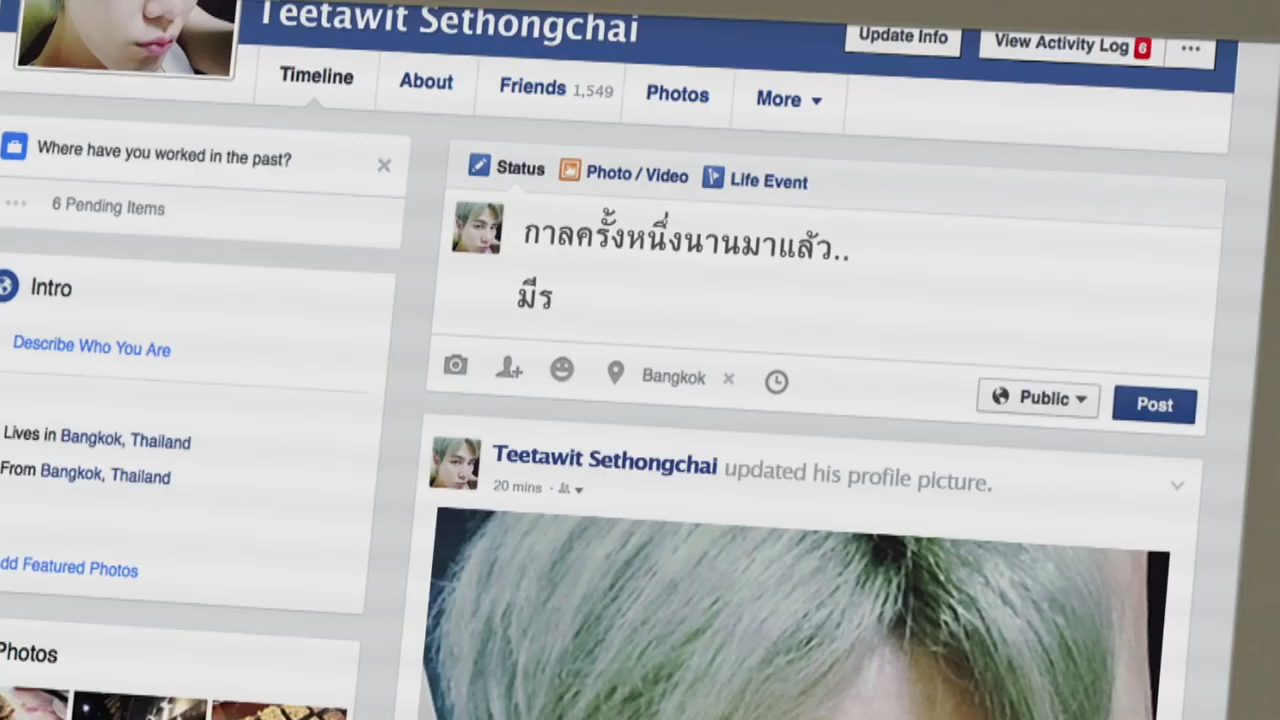 Teetawit Sethongchai
Update Info
View Activity Log 6
Timeline
About
Friends 1,549
Photos
More
Where have you worked in the past?
6 Pending Items
Intro
Describe Who You Are
Lives in Bangkok, Thailand
From Bangkok, Thailand
dd Featured Photos
Photos
Status
Photo / Video
Life Event
กาลครั้งหนึ่งนานมาแล้ว..
มีร
Bangkok
Public
Post
Teetawit Sethongchai updated his profile picture.
20 mins